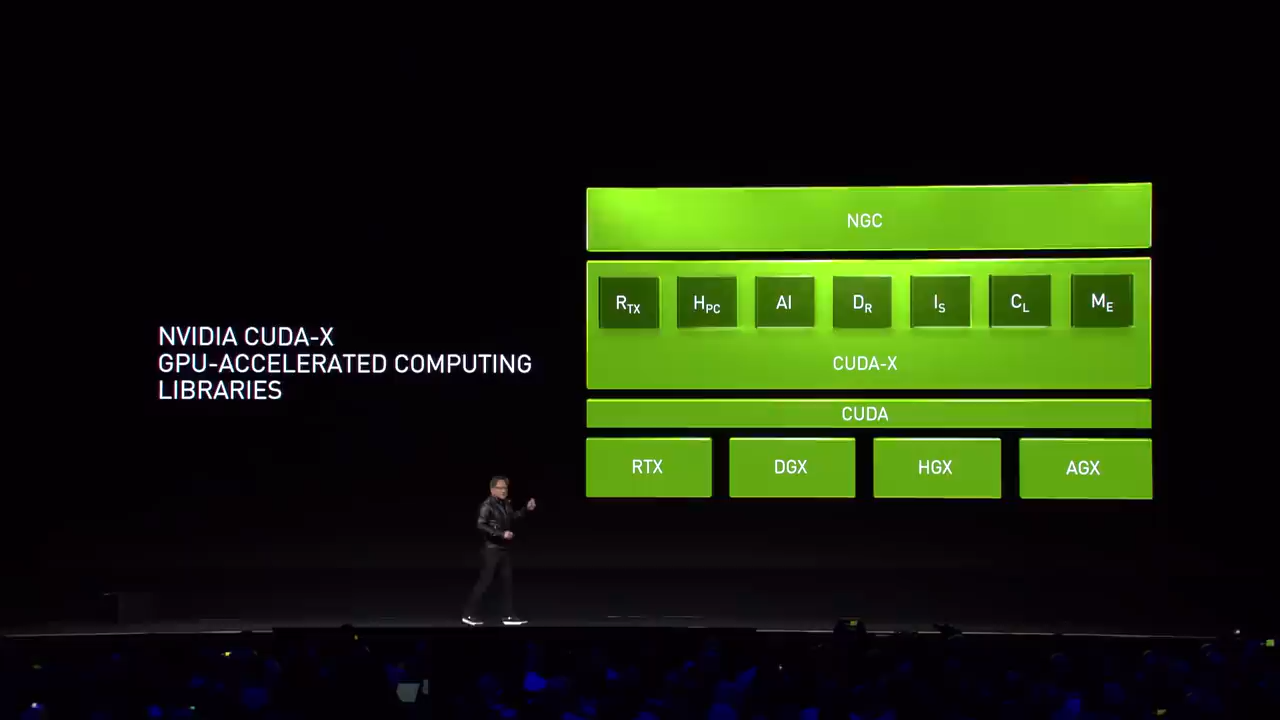 NVIDIA CUDA-X
GPU-ACCELERATED COMPUTING
LIBRARIES
NGC
RTX HPC AI DR IS CL ME
CUDA-X
CUDA
RTX DGX HGX AGX